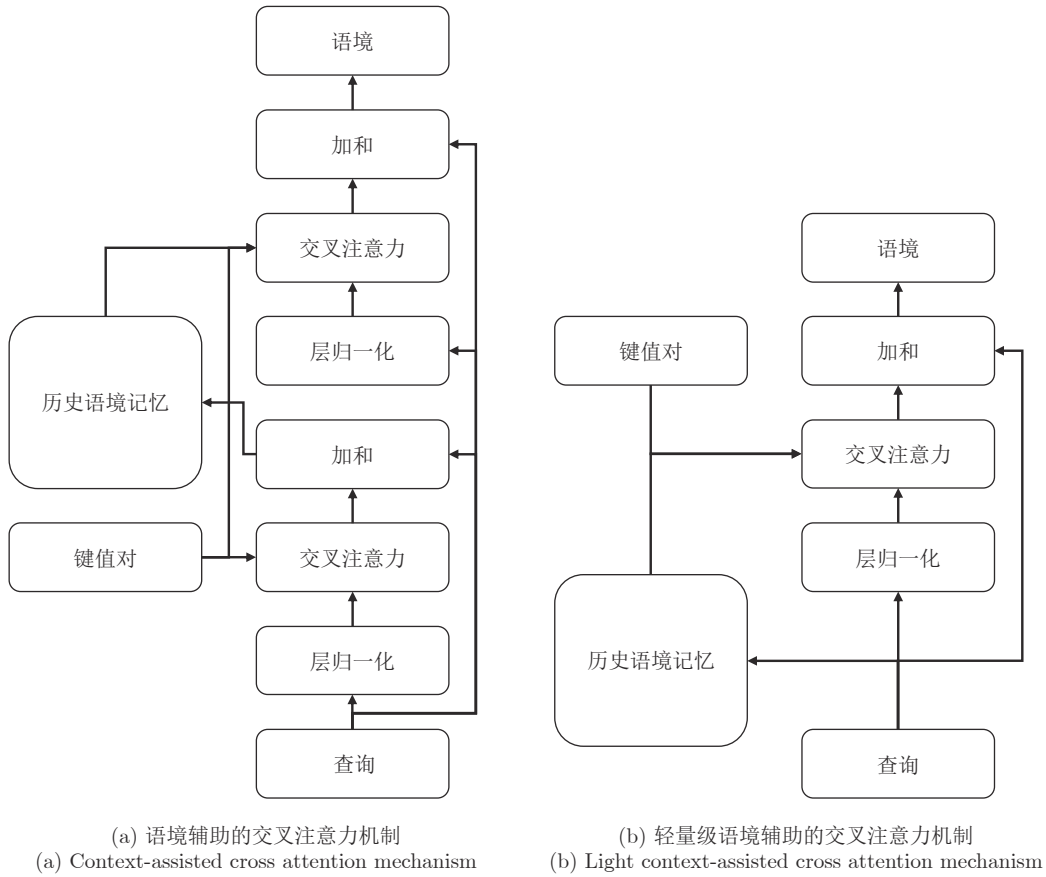 语境
加和
交叉注意力
层归一化
历史语境记忆
加和
键值对
交叉注意力
层归一化
查询
(a) 语境辅助的交叉注意力机制
(a) Context-assisted cross attention mechanism
语境
键值对
加和
交叉注意力
层归一化
历史语境记忆
查询
(b) 轻量级语境辅助的交叉注意力机制
(b) Light context-assisted cross attention mechanism